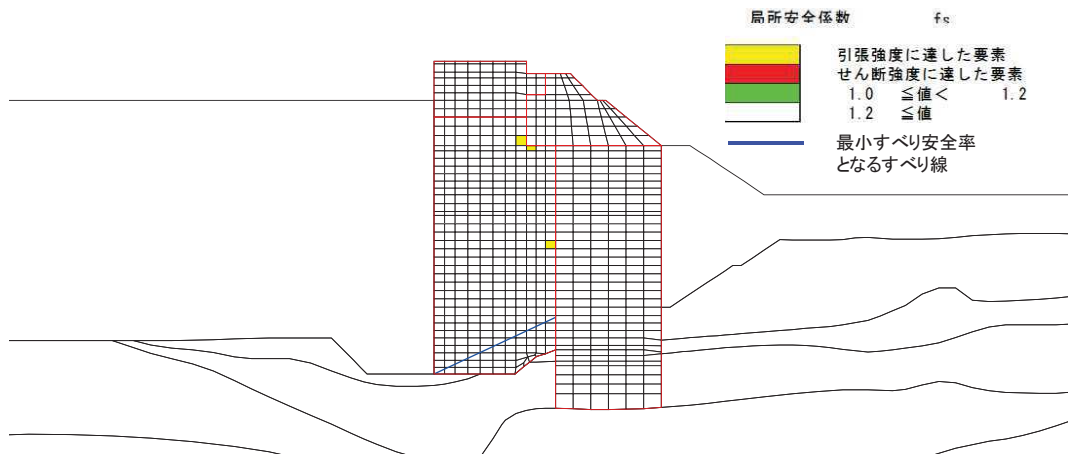 局所安全係数 fs
引張強度に達した要素
せん断強度に達した要素
1.0 ≦値< 1.2
1.2 ≦値
最小すべり安全率
となるすべり線